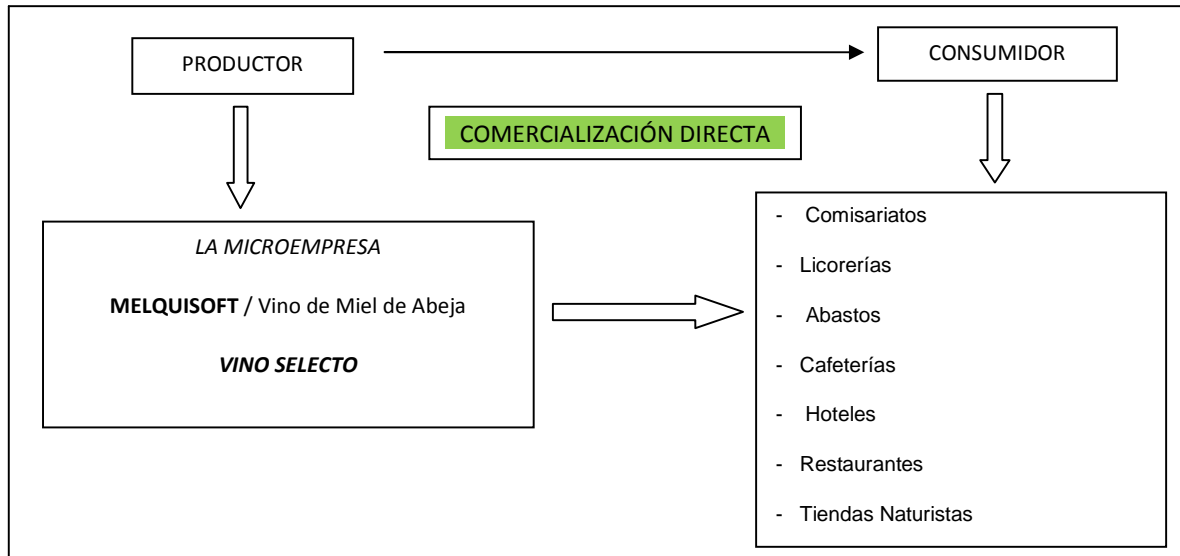 PRODUCTOR
CONSUMIDOR
COMERCIALIZACIÓN DIRECTA
LA MICROEMPRESA
MELQUISOFT / Vino de Miel de Abeja
VINO SELECTO
- Comisariatos
- Licorerías
- Abastos
- Cafeterías
- Hoteles
- Restaurantes
- Tiendas Naturistas